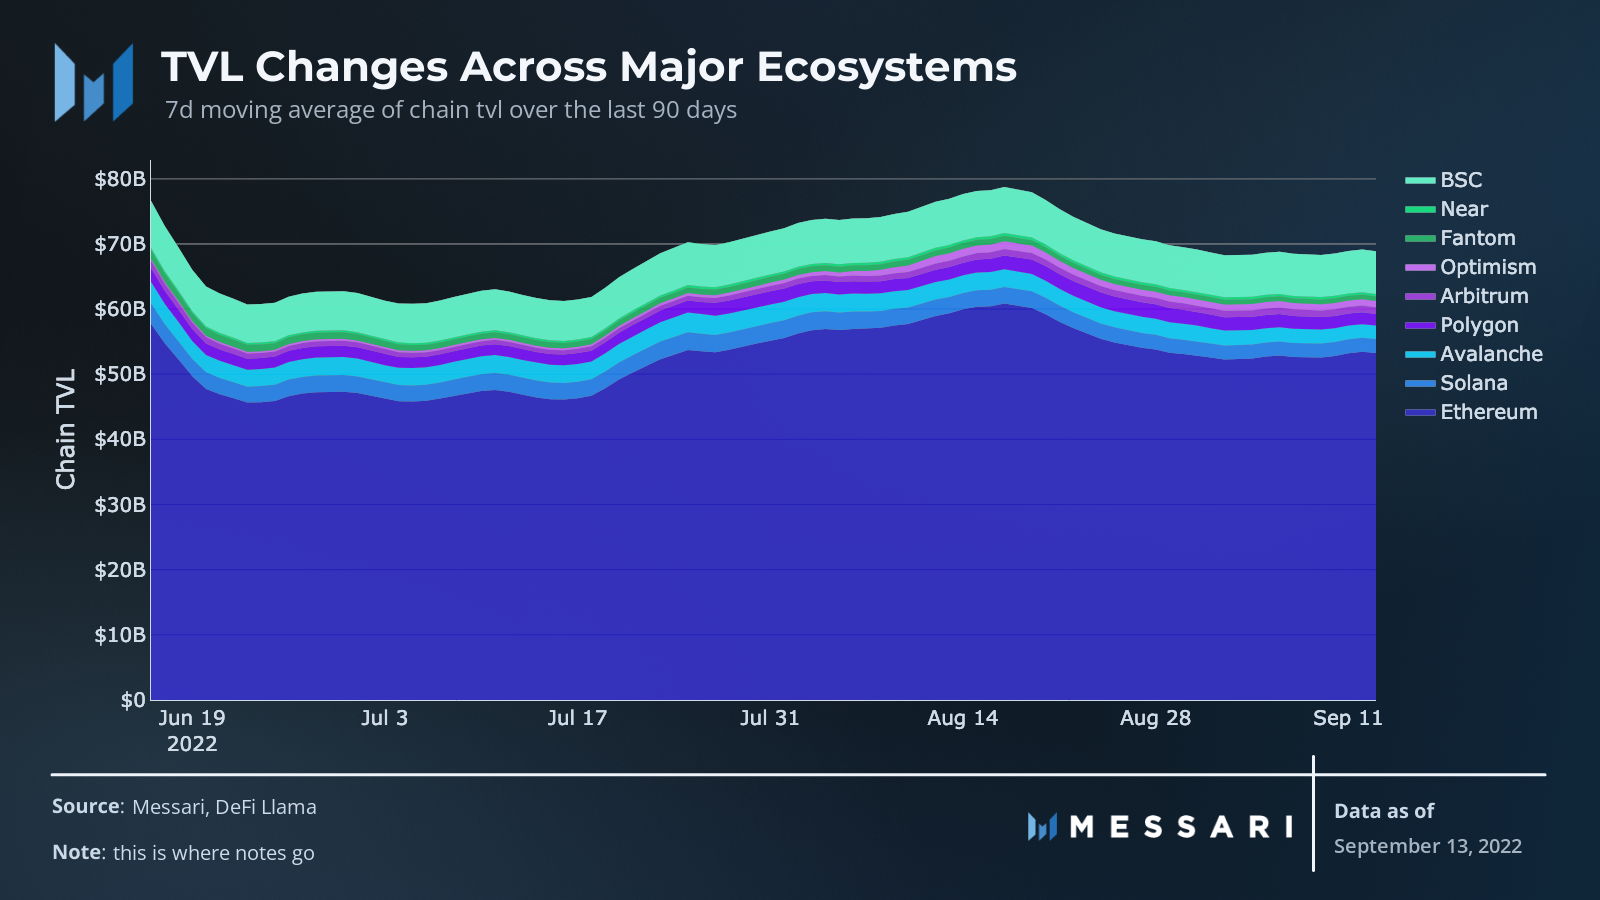 TVL Changes Across Major Ecosystems
7d moving average of chain tvl over the last 90 days
Chain TVL
$80B
$70B
$60B
$50B
$40B
$30B
$20B
$10B
$0
Jun 19
2022
Jul 3
Jul 17
Jul 31
Aug 14
Aug 28
Sep 11
BSC
Near
Fantom
Optimism
Arbitrum
Polygon
Avalanche
Solana
Ethereum
Source: Messari, DeFi Llama
Note: this is where notes go
MESSARI
Data as of
September 13, 2022